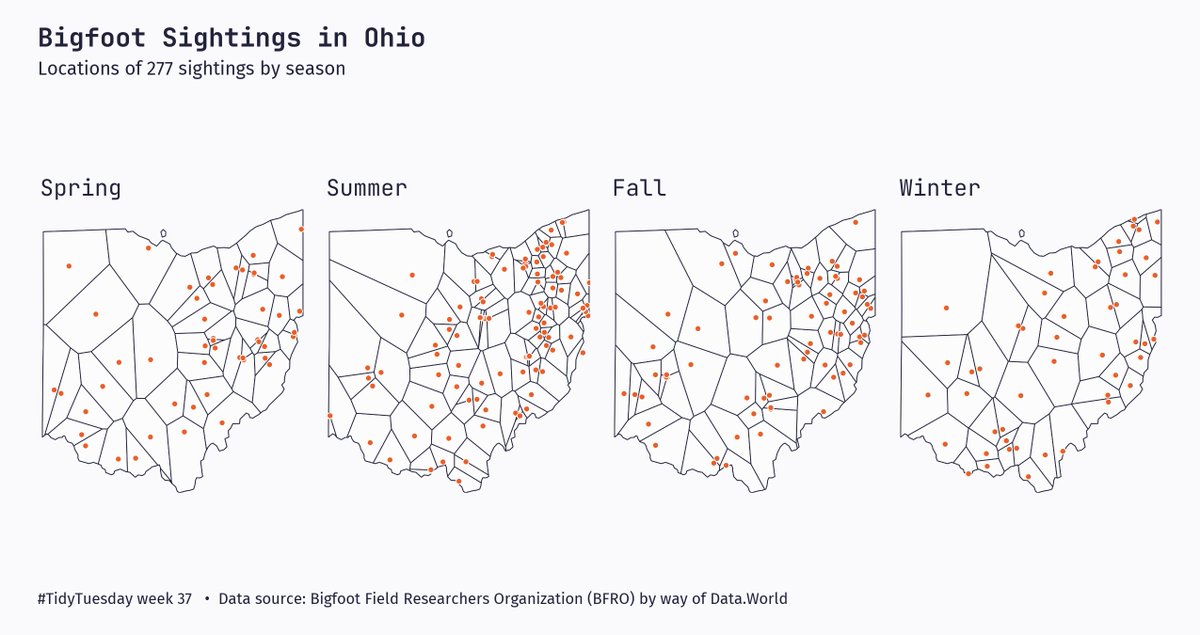 Bigfoot Sightings in Ohio
Locations of 277 sightings by season
Spring
Summer
Fall
Winter
#TidyTuesday week 37 • Data source: Bigfoot Field Researchers Organization (BFRO) by way of Data.World